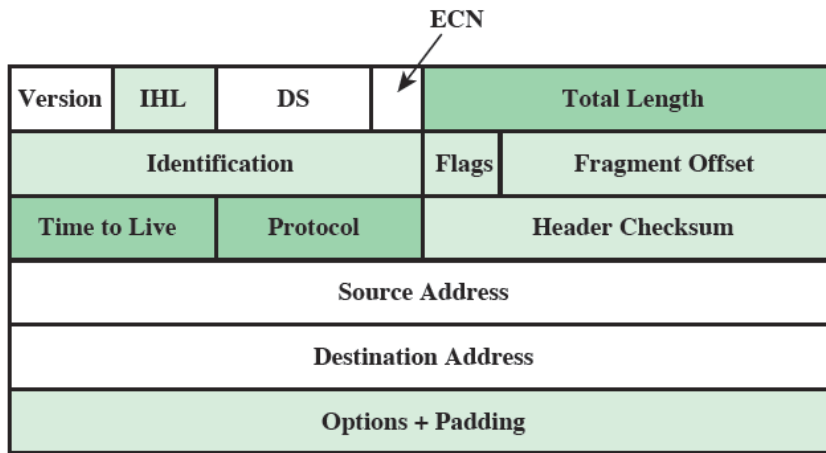 ECN
Version IHL DS Total Length
Identification Flags Fragment Offset
Time to Live Protocol Header Checksum
Source Address
Destination Address
Options + Padding